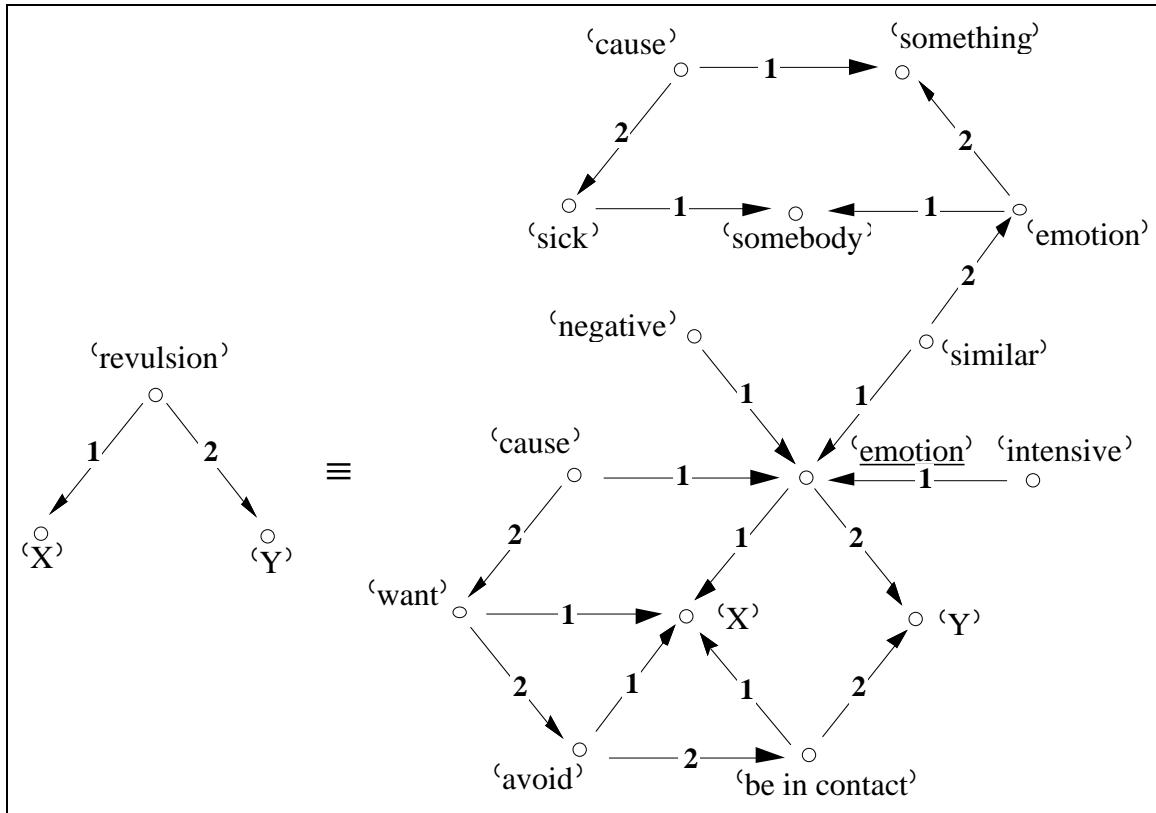 ‘cause’
‘something’
1
2
2
‘sick’
1
‘somebody’
1
‘emotion’
2
‘negative’
‘similar’
‘revulsion’
1
1
1
2
≡
‘cause’
1
‘emotion’
1
‘intensive’
2
1
2
‘X’
‘Y’
‘want’
1
‘X’
‘Y’
2
1
1
2
‘avoid’
2
‘be in contact’